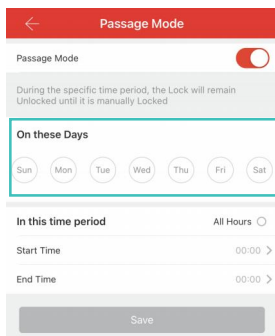 Passage Mode
Passage Mode
During the specific time period, the Lock will remain
Unlocked until it is manually Locked
On these Days
Sun Mon Tue Wed Thu Fri Sat
In this time period All Hours
Start Time 00:00
End Time 00:00
Save